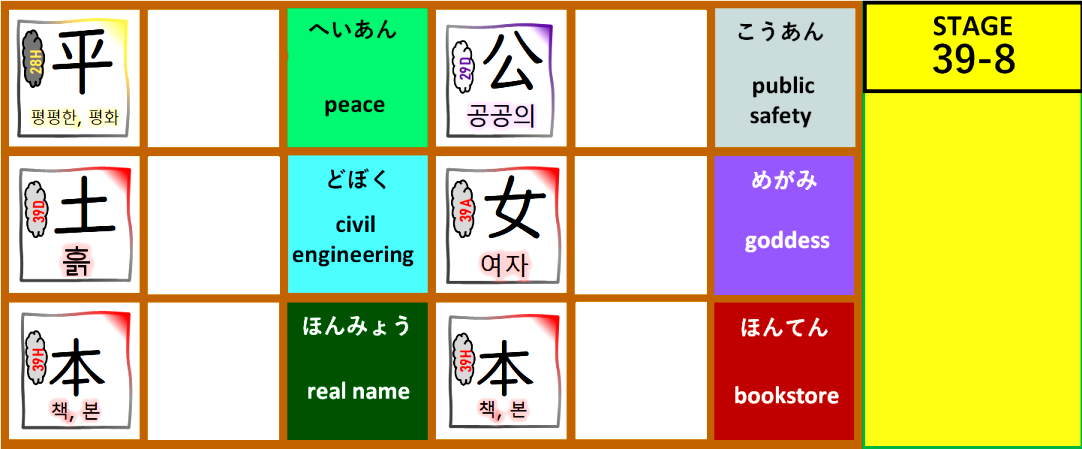 28H
平
평평한, 평화
へいあん
peace
29D
公
공공의
こうあん
public
safety
STAGE
39-8
39D
土
흙
どぼく
civil
engineering
39A
女
여자
めがみ
goddess
39H
本
책, 본
ほんみょう
real name
39H
本
책, 본
ほんてん
bookstore